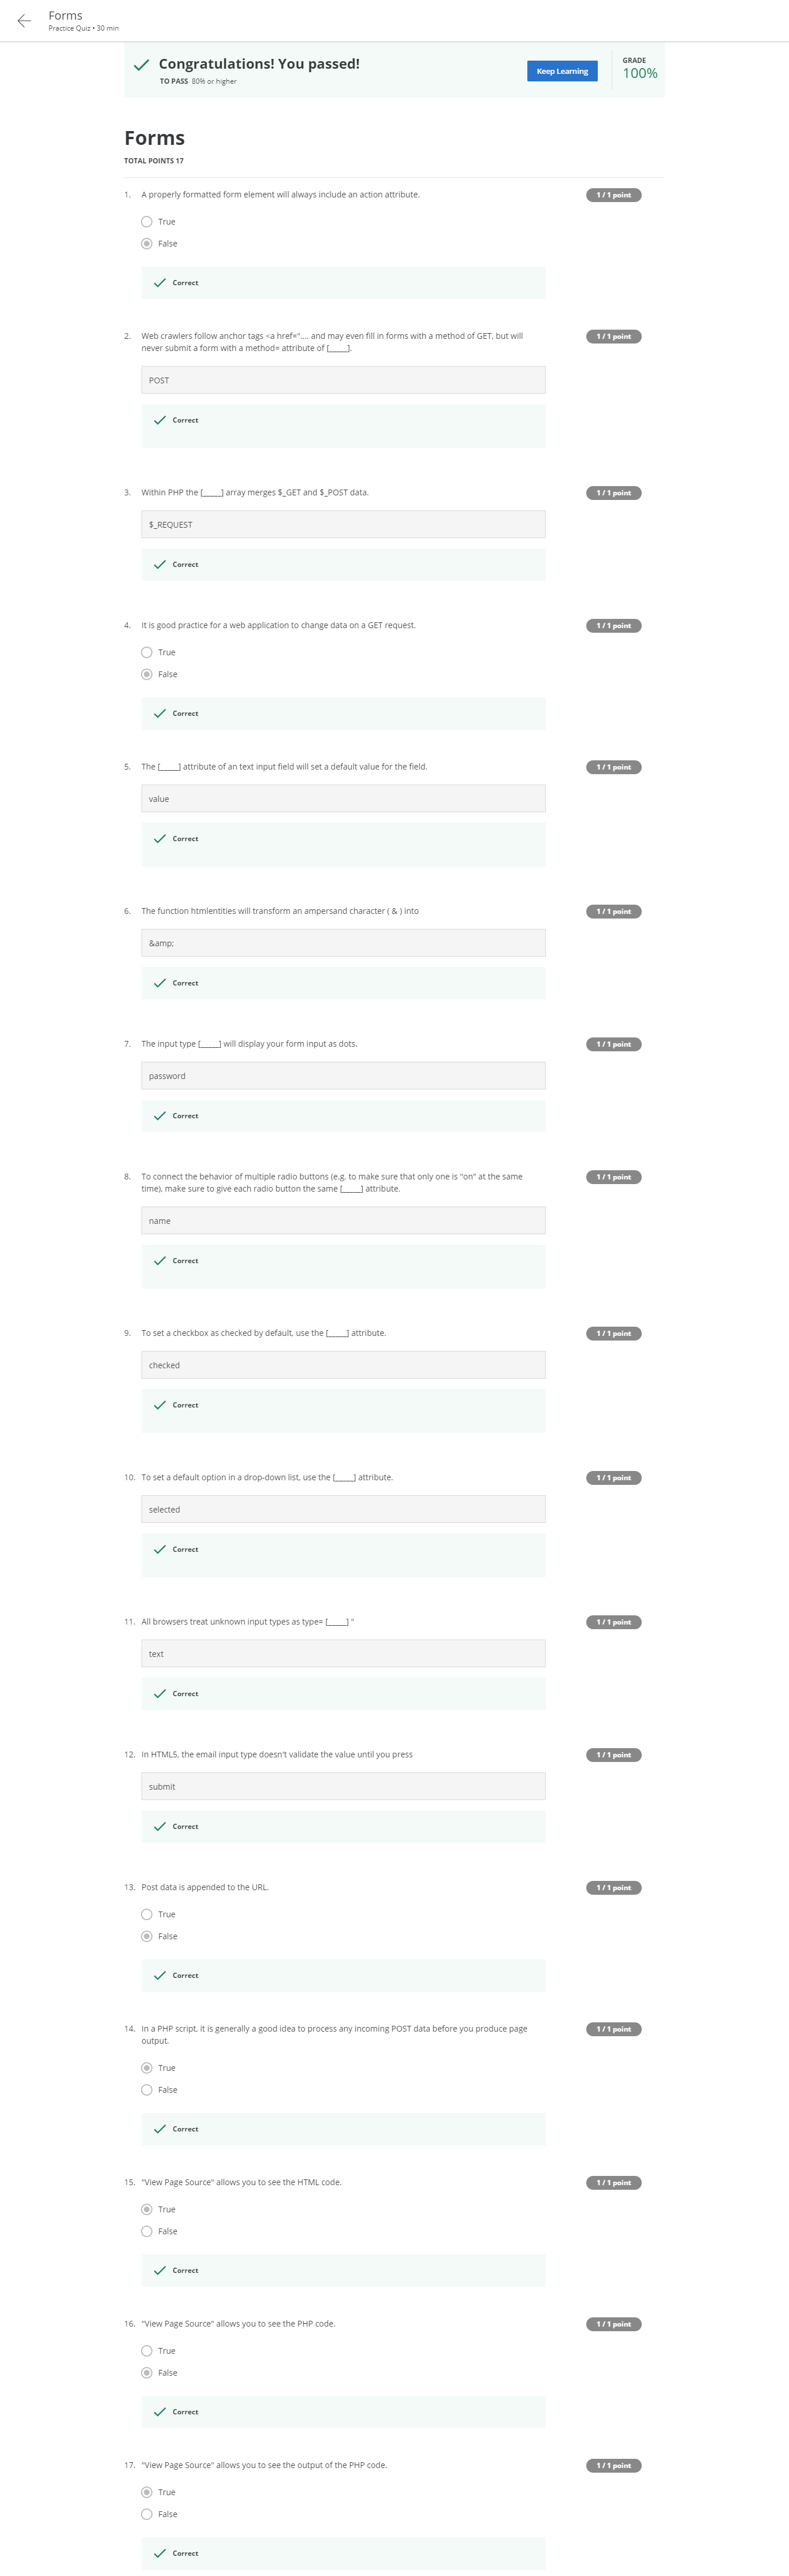 Forms
Practice Quiz • 30 min
Congratulations! You passed!
TO PASS 80% or higher
Keep Learning
GRADE
100%
Forms
TOTAL POINTS 17
1. A properly formatted form element will always include an action attribute.
1 / 1 point
True
False
Correct
2. Web crawlers follow anchor tags <a href=".... and may even fill in forms with a method of GET, but will
never submit a form with a method= attribute of [_____].
1 / 1 point
POST
Correct
3. Within PHP the [_____] array merges $_GET and $_POST data.
1 / 1 point
$_REQUEST
Correct
4. It is good practice for a web application to change data on a GET request.
1 / 1 point
True
False
Correct
5. The [_____] attribute of an text input field will set a default value for the field.
1 / 1 point
value
Correct
6. The function htmlentities will transform an ampersand character ( & ) into
1 / 1 point
&amp;
Correct
7. The input type [_____] will display your form input as dots.
1 / 1 point
password
Correct
8. To connect the behavior of multiple radio buttons (e.g. to make sure that only one is "on" at the same
time), make sure to give each radio button the same [_____] attribute.
1 / 1 point
name
Correct
9. To set a checkbox as checked by default, use the [_____] attribute.
1 / 1 point
checked
Correct
10. To set a default option in a drop-down list, use the [_____] attribute.
1 / 1 point
selected
Correct
11. All browsers treat unknown input types as type= [_____] "
1 / 1 point
text
Correct
12. In HTML5, the email input type doesn't validate the value until you press
1 / 1 point
submit
Correct
13. Post data is appended to the URL.
1 / 1 point
True
False
Correct
14. In a PHP script, it is generally a good idea to process any incoming POST data before you produce page
output.
1 / 1 point
True
False
Correct
15. "View Page Source" allows you to see the HTML code.
1 / 1 point
True
False
Correct
16. "View Page Source" allows you to see the PHP code.
1 / 1 point
True
False
Correct
17. "View Page Source" allows you to see the output of the PHP code.
1 / 1 point
True
False
Correct